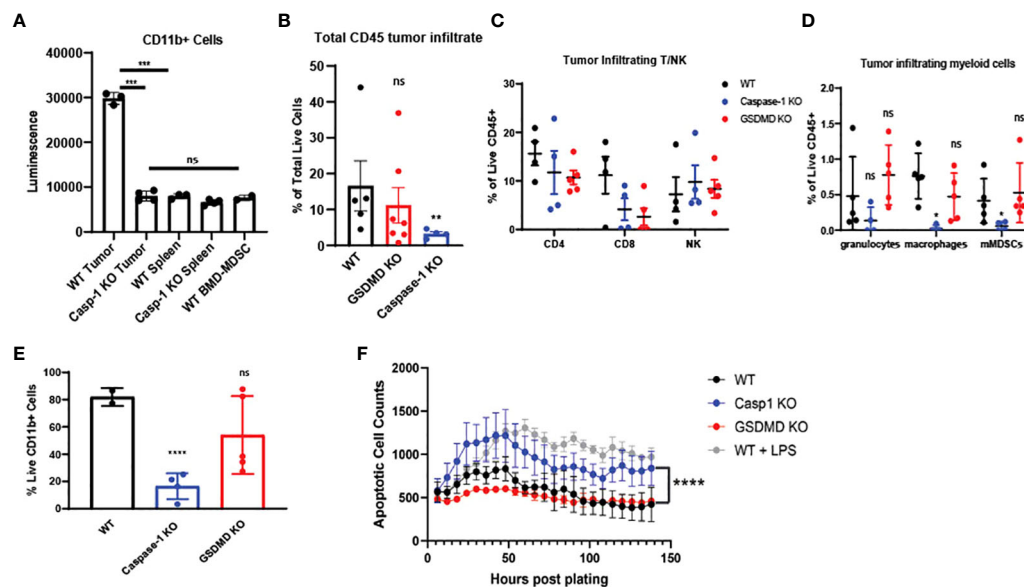 A
CD11b+ Cells
Luminescence
40000
30000
20000
10000
0
***
***
ns
WT Tumor
Casp-1 KO Tumor
WT Spleen
Casp-1 KO Spleen
WT BMD-MDSC
B
Total CD45 tumor infiltrate
% of Total Live Cells
50
40
30
20
10
0
ns
**
WT
GSDMD KO
Caspase-1 KO
C
Tumor Infiltrating T/NK
% of Live CD45+
30
20
10
0
CD4
CD8
NK
WT
Caspase-1 KO
GSDMD KO
D
Tumor infiltrating myeloid cells
% of Live CD45+
2.0
1.5
1.0
0.5
0.0
ns
ns
*
ns
*
ns
granulocytes
macrophages
mMDSCs
E
% Live CD11b+ Cells
100
80
60
40
20
0
****
ns
WT
Caspase-1 KO
GSDMD KO
F
Apoptotic Cell Counts
2000
1500
1000
500
0
0
50
100
150
Hours post plating
WT
Casp1 KO
GSDMD KO
WT + LPS
****